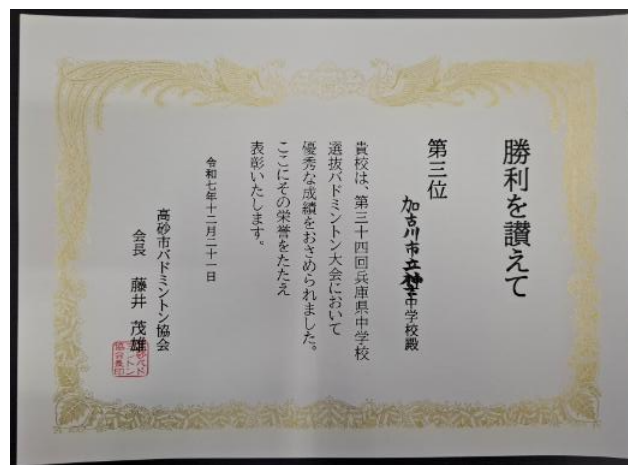 勝利を讃えて
第三位
加古川市立神吉中学校殿
貴校は、第三十四回兵庫県中学校
選抜バドミントン大会において
優秀な成績をおさめられました。
ここにその栄誉をたたえ
表彰いたします。
令和七年十二月二十一日
高砂市バドミントン協会
会長 藤井 茂雄